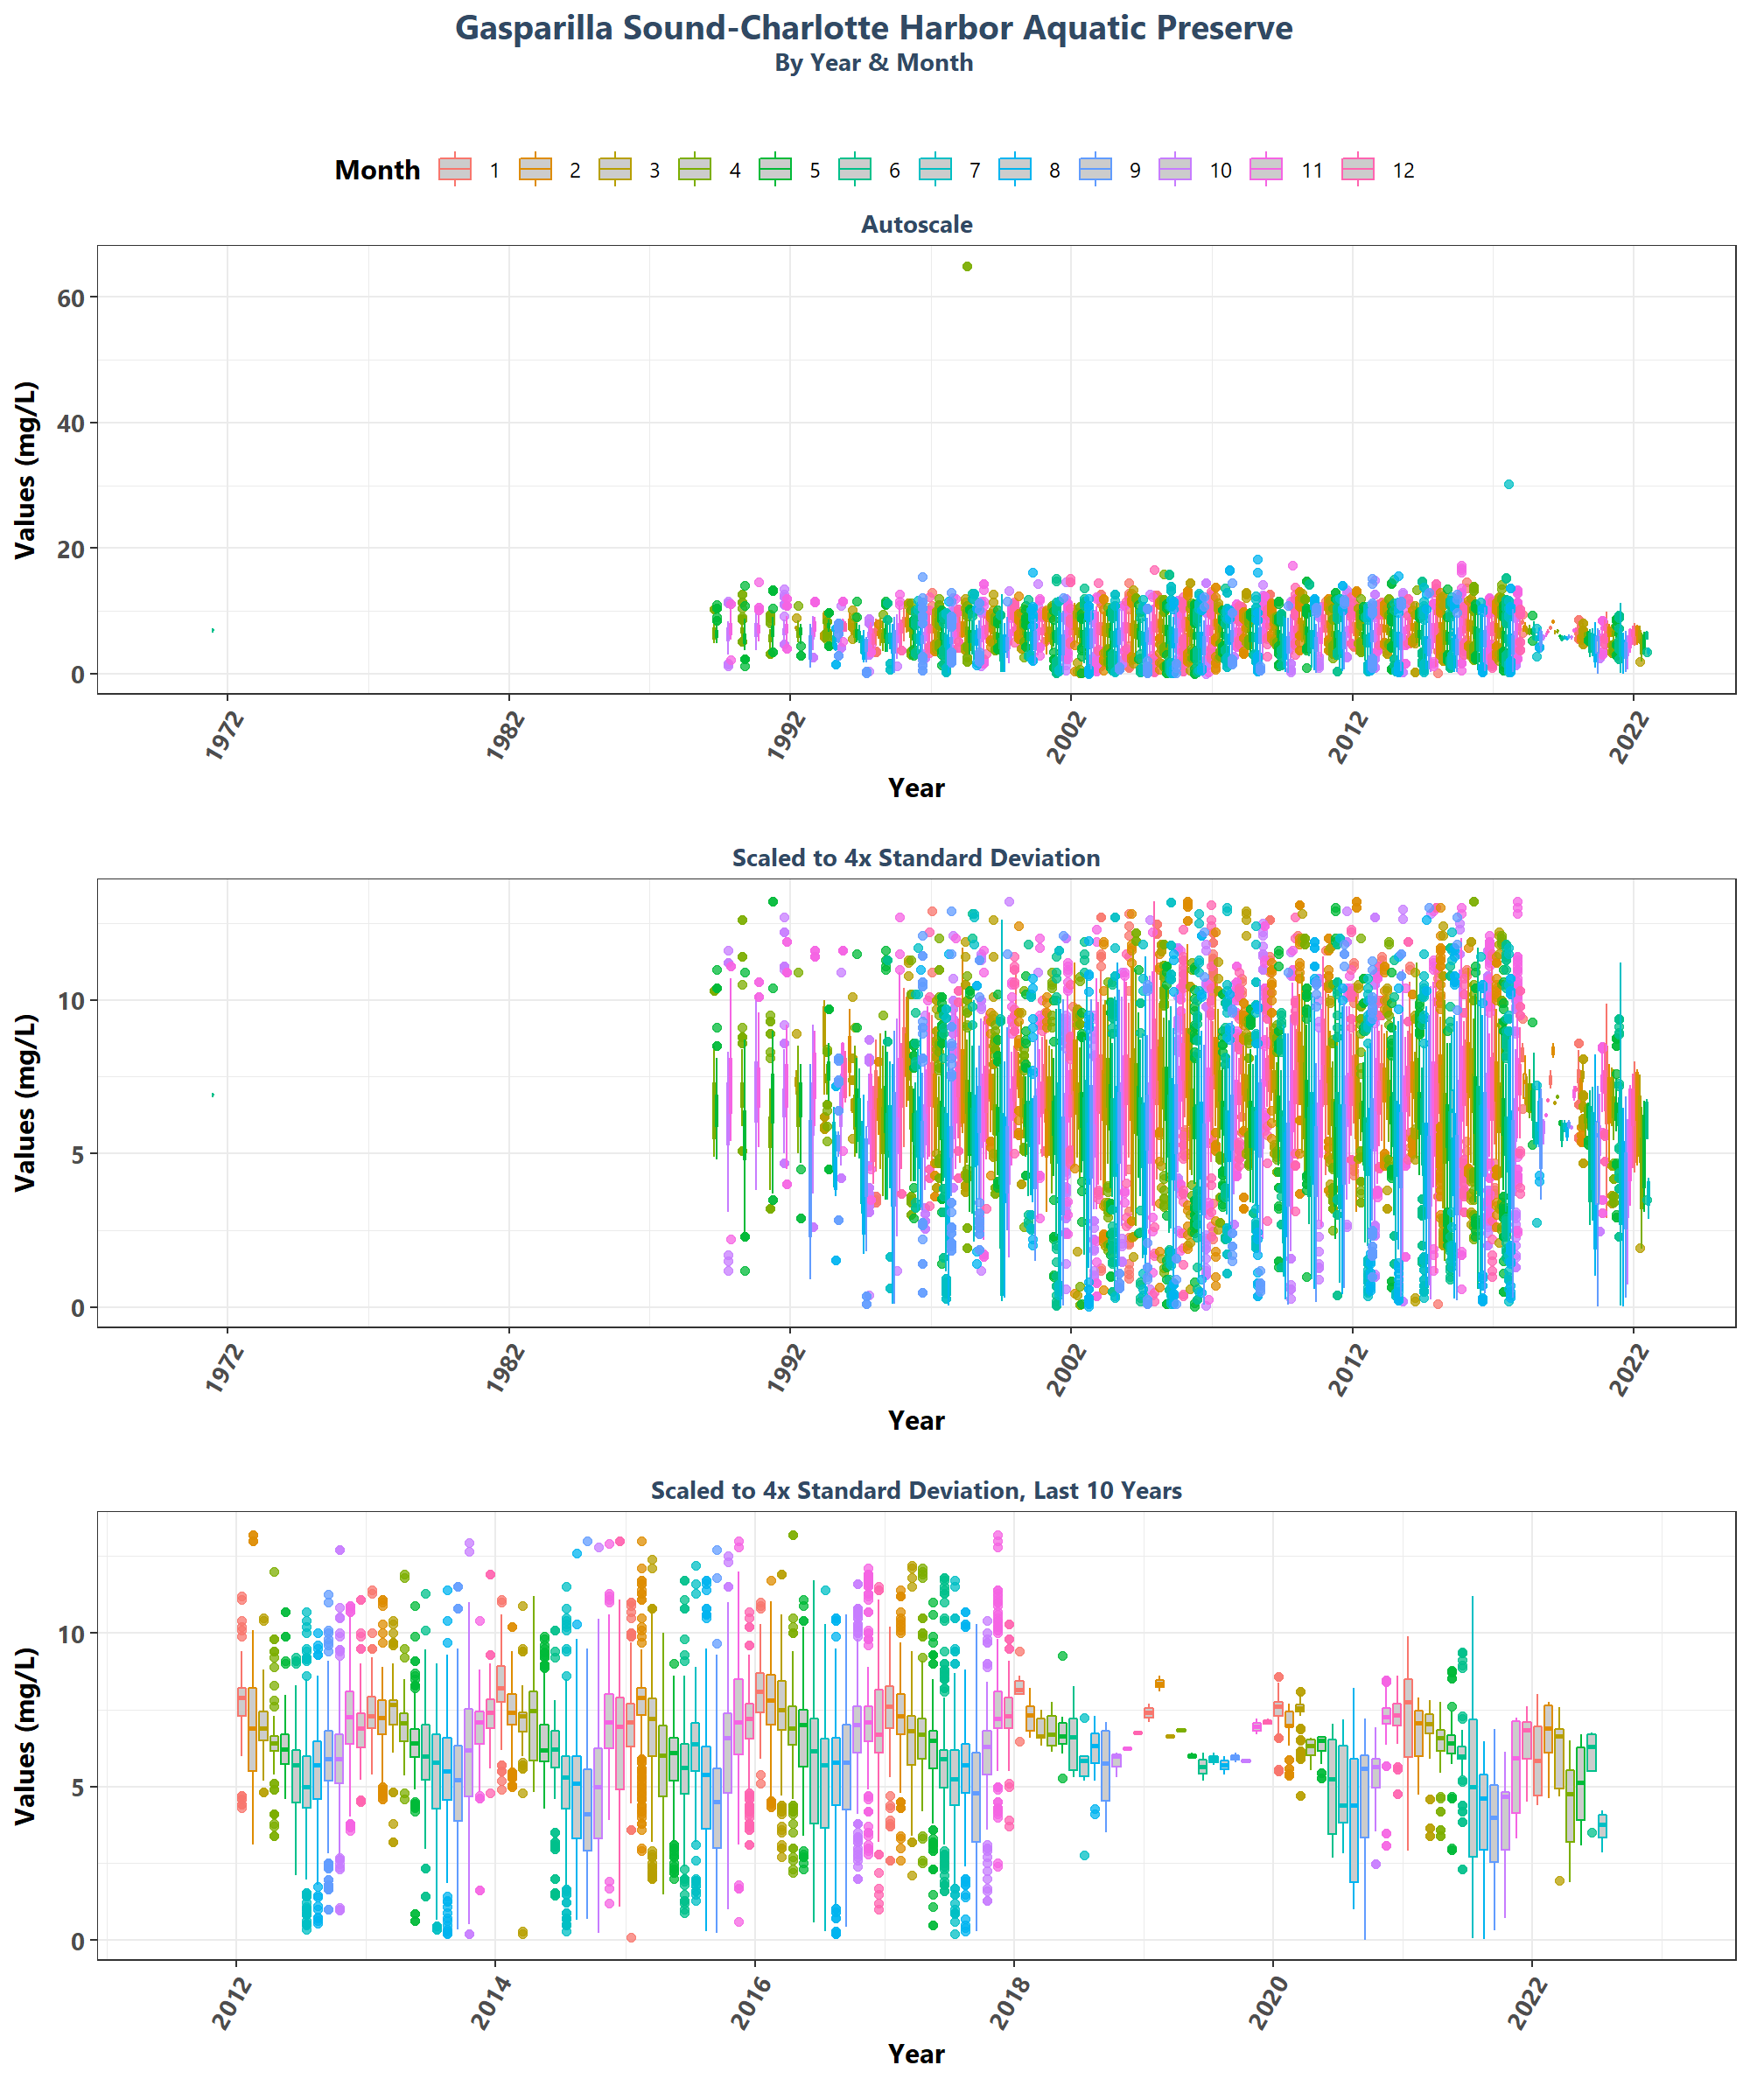 Gasparilla Sound-Charlotte Harbor Aquatic Preserve
By Year & Month
Month 1 2 3 4 5 6 7 8 9 10 11 12
Autoscale
Values (mg/L)
60
40
20
0
1972 1982 1992 2002 2012 2022
Year
Scaled to 4x Standard Deviation
Values (mg/L)
10
5
0
1972 1982 1992 2002 2012 2022
Year
Scaled to 4x Standard Deviation, Last 10 Years
Values (mg/L)
10
5
0
2012 2014 2016 2018 2020 2022
Year